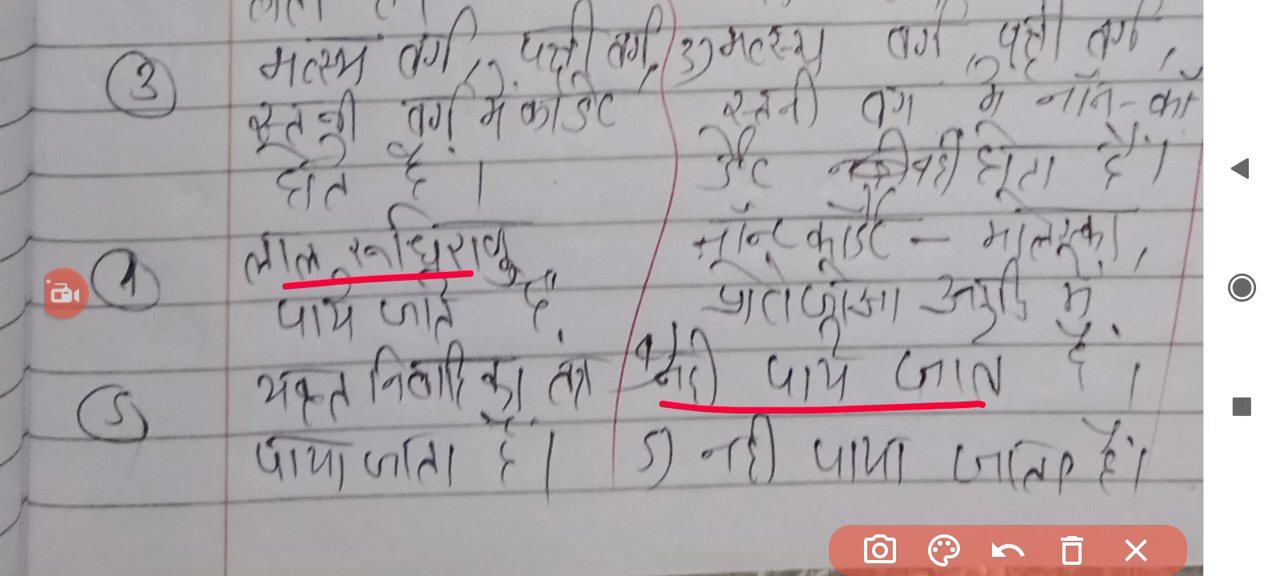 ③ मत्स्य वर्ग, पक्षी वर्ग,
स्तनी वर्ग में कार्डेट
होते है ।
④ लाल रूधिराणु
पाये जाते है
⑤ यकृत निवाहिका तंत्र
पाया जाता है ।
3) मत्स्य वर्ग, पक्षी वर्ग,
स्तनी वर्ग में नॉन-का
र्डेट नही होता है ।
नॉन कार्डेट – मोलस्का,
प्रोटोजोआ आदि में है ।
4) नही पाये जाते है ।
5) नही पाया जाता है ।